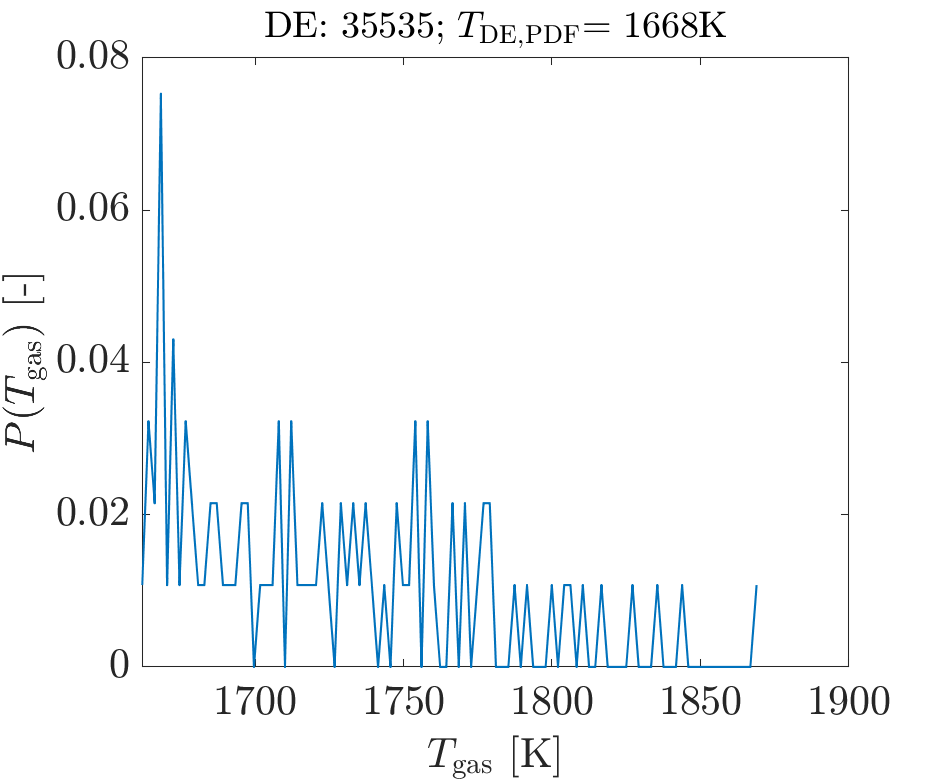 DE: 35535; T_DE,PDF= 1668K
0.08
0.06
0.04
0.02
0
P(T_gas) [-]
1700 1750 1800 1850 1900
T_gas [K]